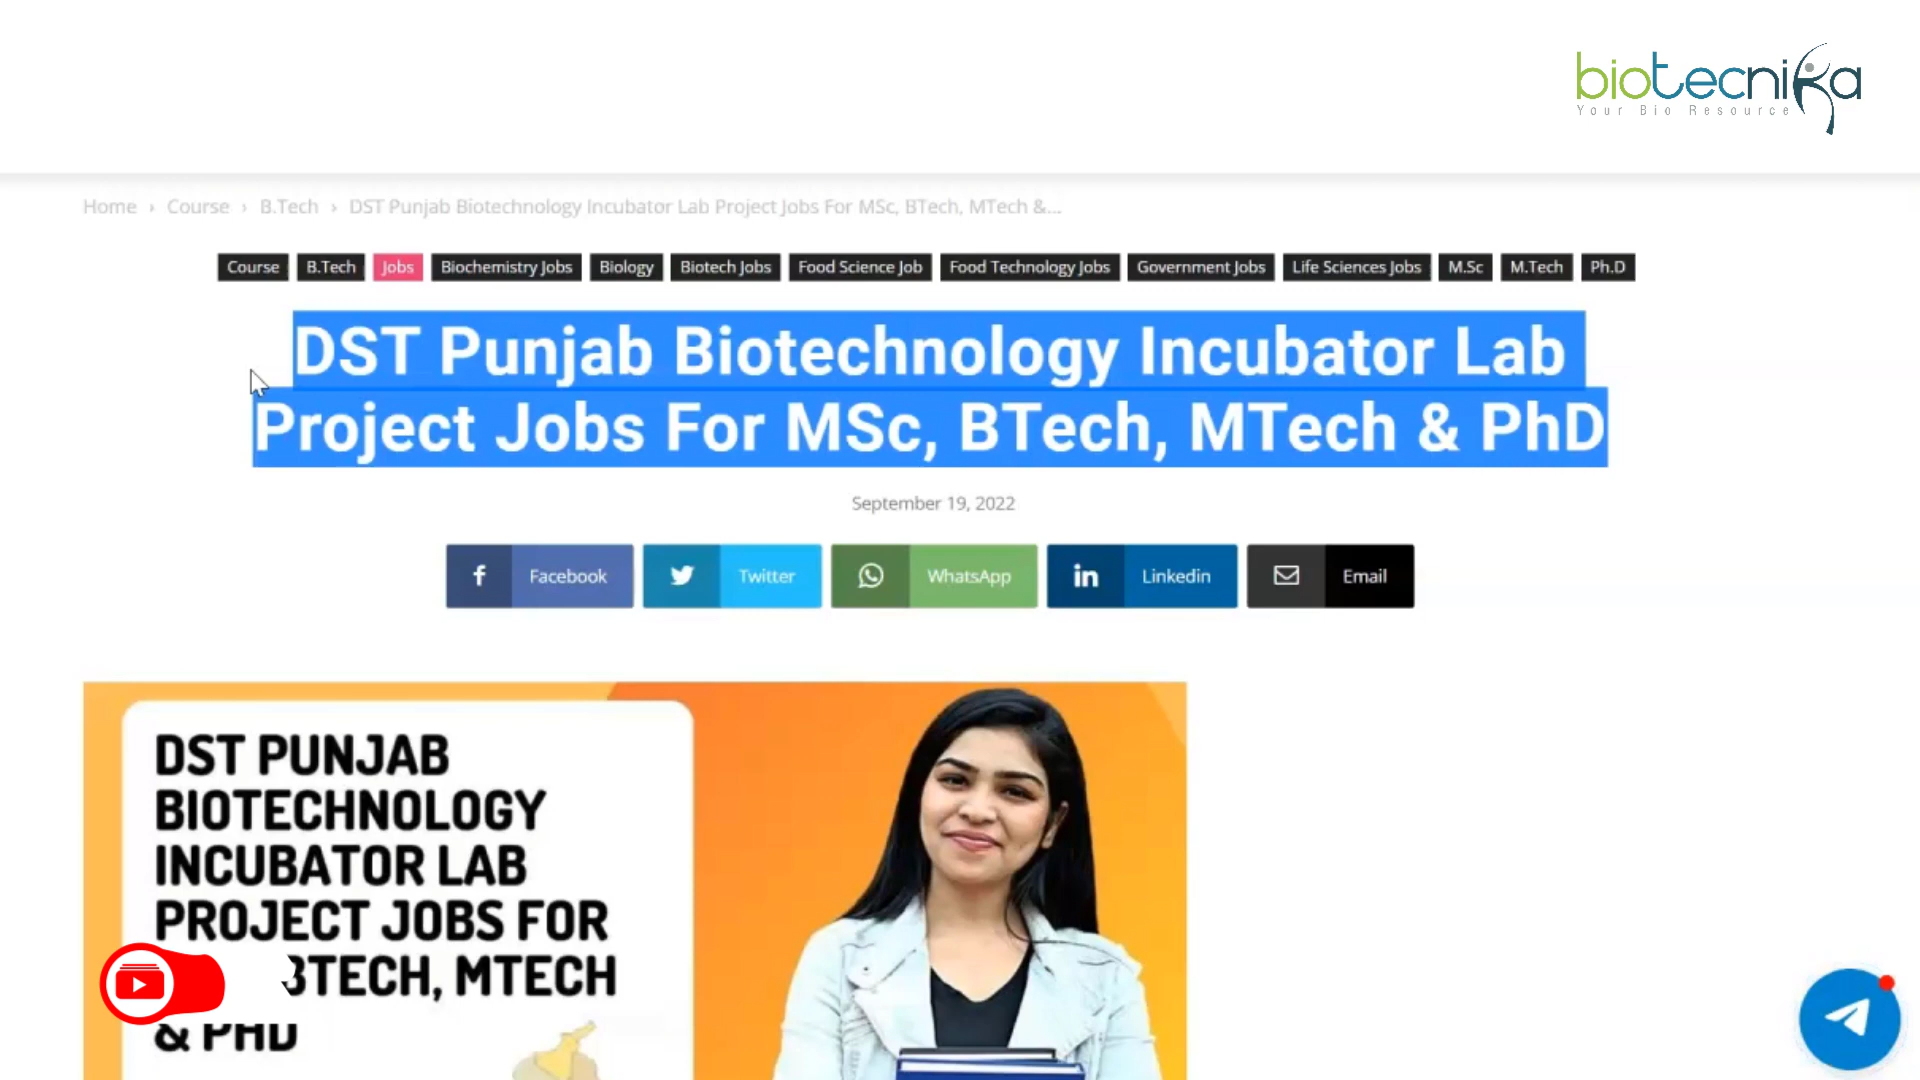 biotecnika
Your Bio Resource
Home › Course › B.Tech › DST Punjab Biotechnology Incubator Lab Project Jobs For MSc, BTech, MTech &...
Course B.Tech Jobs Biochemistry Jobs Biology Biotech Jobs Food Science Job Food Technology Jobs Government Jobs Life Sciences Jobs M.Sc M.Tech Ph.D
DST Punjab Biotechnology Incubator Lab
Project Jobs For MSc, BTech, MTech & PhD
September 19, 2022
Facebook Twitter WhatsApp Linkedin Email
DST PUNJAB
BIOTECHNOLOGY
INCUBATOR LAB
PROJECT JOBS FOR
BTECH, MTECH
& PHD